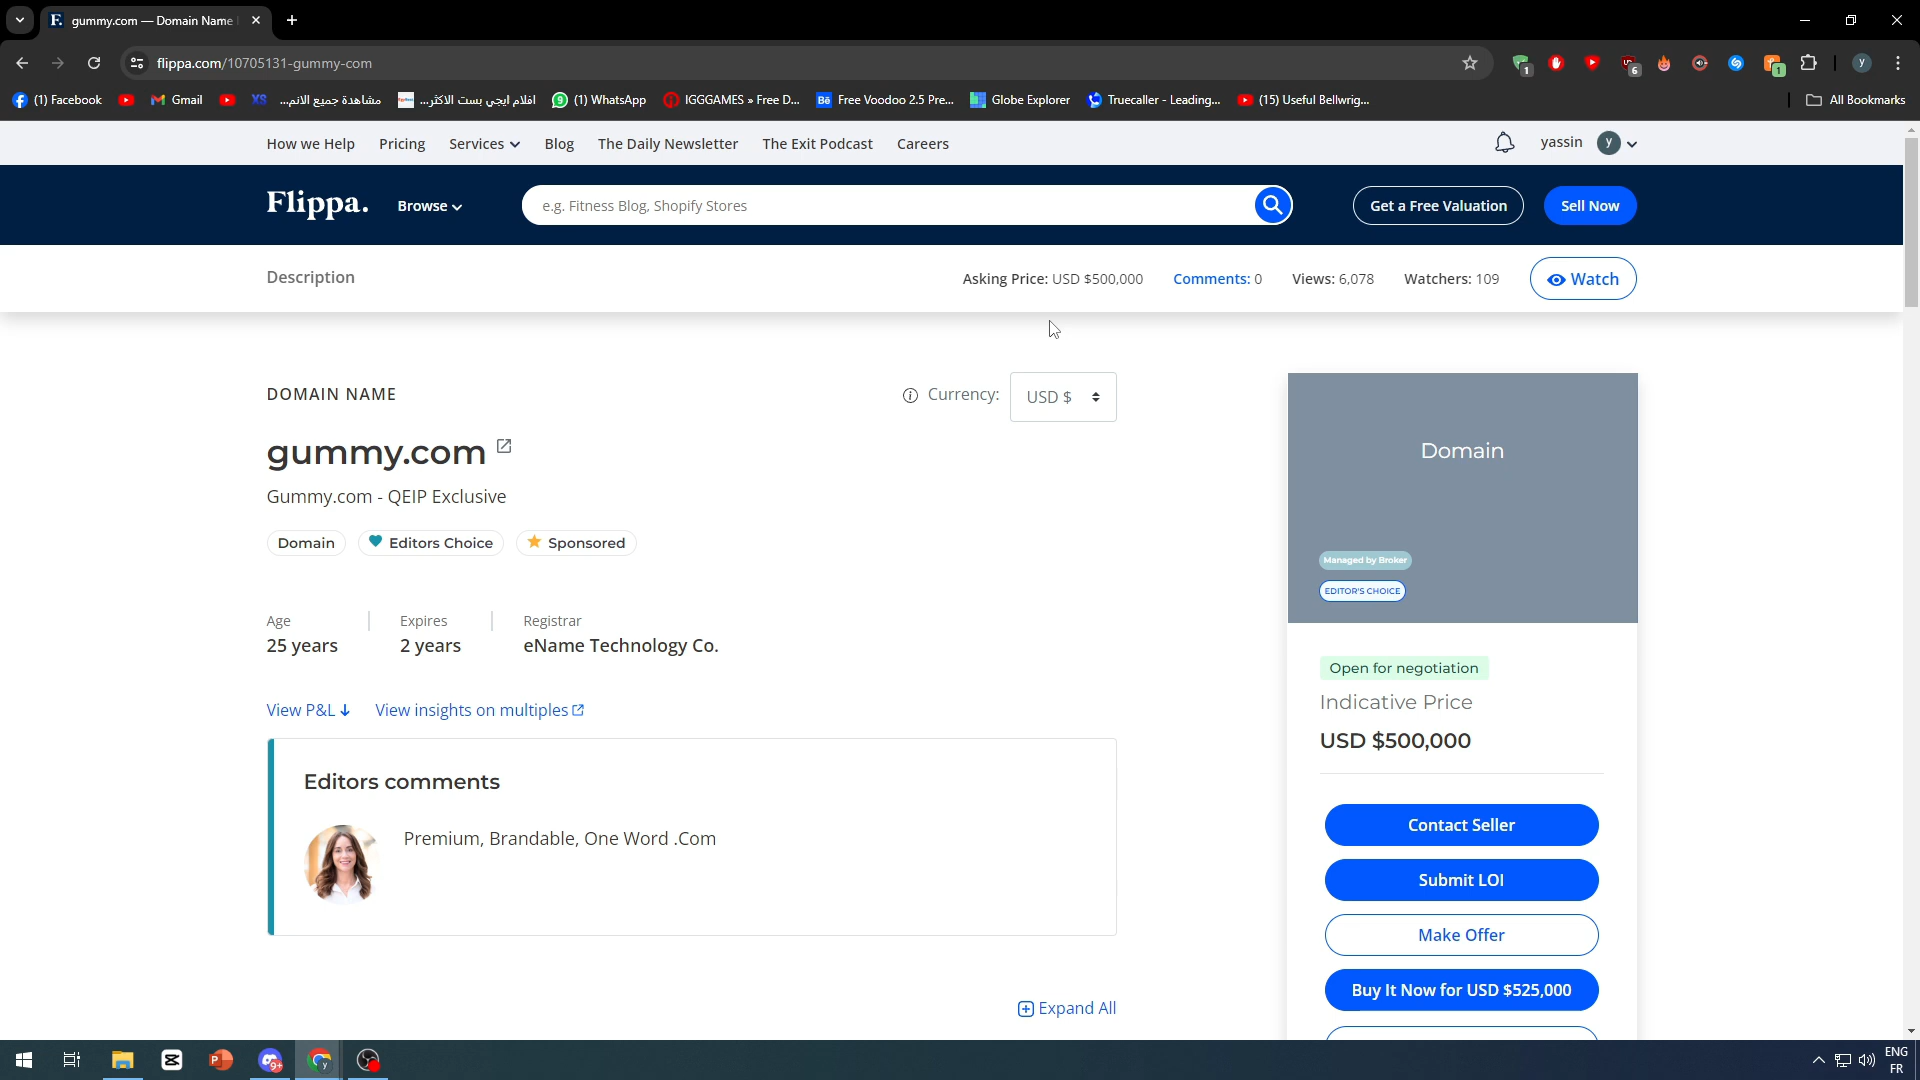 F. gummy.com — Domain Name
flippa.com/10705131-gummy-com
1
6
1
y
(1) Facebook
Gmail
XS
مشاهدة جميع الانم...
افلام ايجي بست الاكثر...
(1) WhatsApp
IGGGAMES » Free D...
Bē Free Voodoo 2.5 Pre...
Globe Explorer
Truecaller - Leading...
(15) Useful Bellwrig...
All Bookmarks
How we Help
Pricing
Services
Blog
The Daily Newsletter
The Exit Podcast
Careers
yassin
y
Flippa.
Browse
e.g. Fitness Blog, Shopify Stores
Get a Free Valuation
Sell Now
Description
Asking Price: USD $500,000
Comments: 0
Views: 6,078
Watchers: 109
Watch
DOMAIN NAME
Currency:
USD $
gummy.com
Gummy.com - QEIP Exclusive
Domain
Editors Choice
Sponsored
Age
25 years
Expires
2 years
Registrar
eName Technology Co.
View P&L
View insights on multiples
Editors comments
Premium, Brandable, One Word .Com
Expand All
Domain
Managed by Broker
EDITOR'S CHOICE
Open for negotiation
Indicative Price
USD $500,000
Contact Seller
Submit LOI
Make Offer
Buy It Now for USD $525,000
P
9+
y
ENG
FR